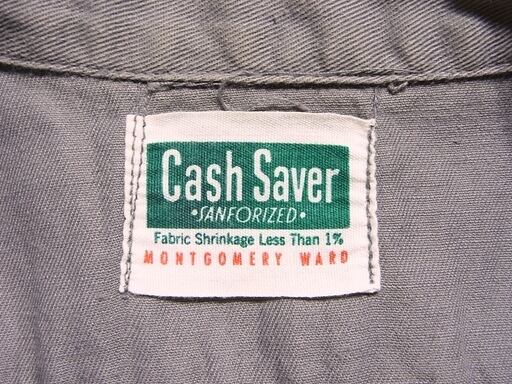 Cash Saver
•SANFORIZED•
Fabric Shrinkage Less Than 1%
MONTGOMERY WARD